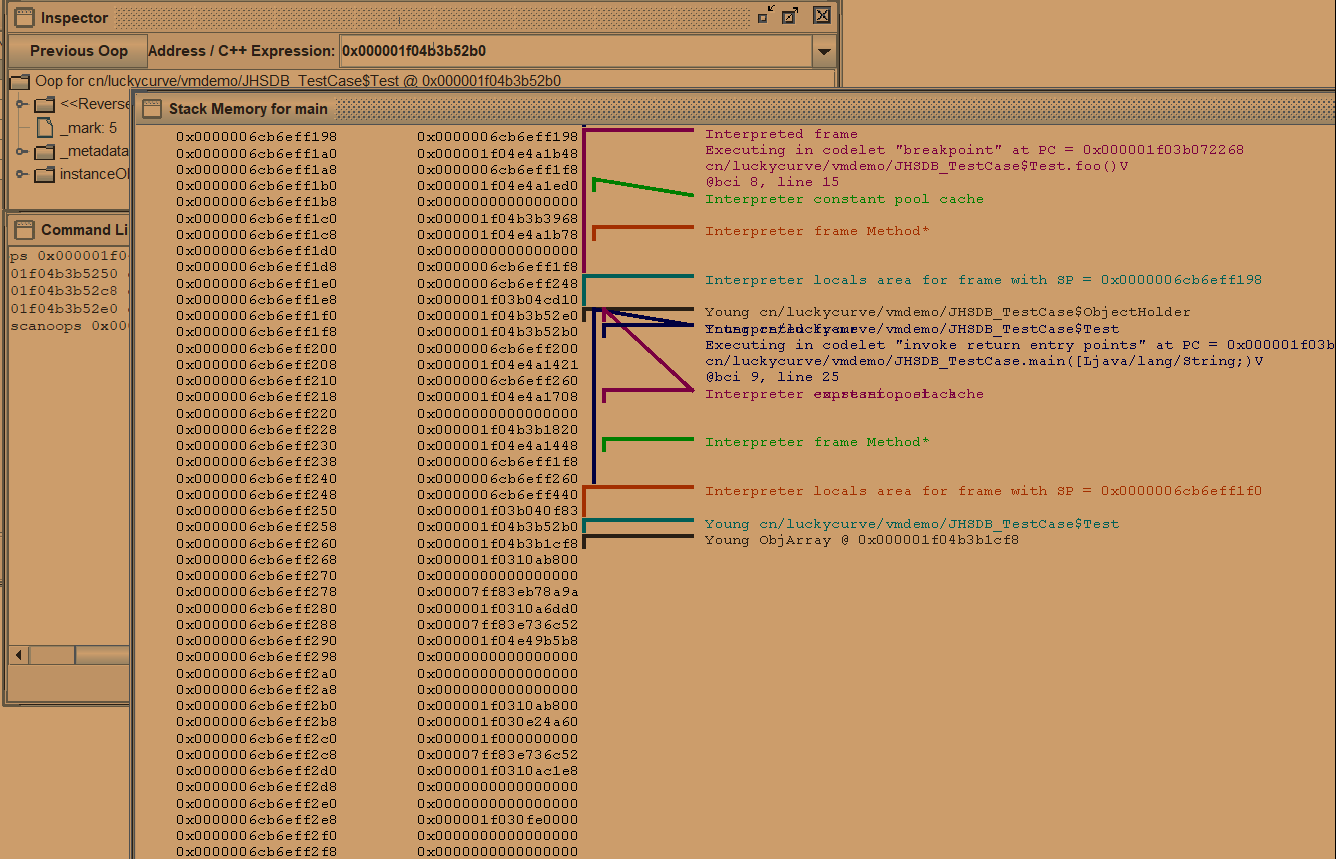 Inspector
Previous Oop Address / C++ Expression: 0x000001f04b3b52b0
Oop for cn/luckycurve/vmdemo/JHSDB_TestCase$Test @ 0x000001f04b3b52b0
<<Reverse
_mark: 5
_metadata
instanceOl
Command Li
ps 0x000001f0
01f04b3b5250
01f04b3b52c8
01f04b3b52e0
scanoops 0x00
Stack Memory for main
0x0000006cb6eff198 0x0000006cb6eff198 Interpreted frame
Executing in codelet "breakpoint" at PC = 0x000001f03b072268
0x0000006cb6eff1a0 0x000001f04e4a1b48
0x0000006cb6eff1a8 0x0000006cb6eff1a8 cn/luckycurve/vmdemo/JHSDB_TestCase$Test.foo()V
0x0000006cb6eff1b0 0x000001f04e4a1ed0 @bci 8, line 15
0x0000006cb6eff1b8 0x0000000000000000 Interpreter constant pool cache
0x0000006cb6eff1c0 0x000001f04b3b3968
0x0000006cb6eff1c8 0x000001f04e4a1b78 Interpreter frame Method*
0x0000006cb6eff1d0 0x0000000000000000
0x0000006cb6eff1d8 0x0000006cb6eff1f8
0x0000006cb6eff1e0 0x0000006cb6eff248 Interpreter locals area for frame with SP = 0x0000006cb6eff198
0x0000006cb6eff1e8 0x000001f03b04cd10
0x0000006cb6eff1f0 0x000001f04b3b52e0 Young cn/luckycurve/vmdemo/JHSDB_TestCase$ObjectHolder
0x0000006cb6eff1f8 0x000001f04b3b52b0 Young cn/luckycurve/vmdemo/JHSDB_TestCase$Test
Interpreted frame
0x0000006cb6eff200 0x0000006cb6eff200 Executing in codelet "invoke return entry points" at PC = 0x000001f03b
0x0000006cb6eff208 0x000001f04e4a1421 cn/luckycurve/vmdemo/JHSDB_TestCase.main([Ljava/lang/String;)V
0x0000006cb6eff210 0x0000006cb6eff260 @bci 9, line 25
0x0000006cb6eff218 0x000001f04e4a1708 Interpreter expression stack
Interpreter constant pool cache
0x0000006cb6eff220 0x0000000000000000
0x0000006cb6eff228 0x000001f04b3b1820
0x0000006cb6eff230 0x000001f04e4a1448 Interpreter frame Method*
0x0000006cb6eff238 0x0000006cb6eff1f8
0x0000006cb6eff240 0x0000006cb6eff260
0x0000006cb6eff248 0x0000006cb6eff440 Interpreter locals area for frame with SP = 0x0000006cb6eff1f0
0x0000006cb6eff250 0x000001f03b040f83
0x0000006cb6eff258 0x000001f04b3b52b0 Young cn/luckycurve/vmdemo/JHSDB_TestCase$Test
0x0000006cb6eff260 0x000001f04b3b1cf8 Young ObjArray @ 0x000001f04b3b1cf8
0x0000006cb6eff268 0x000001f0310ab800
0x0000006cb6eff270 0x0000000000000000
0x0000006cb6eff278 0x00007ff83eb78a9a
0x0000006cb6eff280 0x000001f0310a6dd0
0x0000006cb6eff288 0x00007ff83e736c52
0x0000006cb6eff290 0x000001f04e49b5b8
0x0000006cb6eff298 0x0000000000000000
0x0000006cb6eff2a0 0x0000000000000000
0x0000006cb6eff2a8 0x0000000000000000
0x0000006cb6eff2b0 0x000001f0310ab800
0x0000006cb6eff2b8 0x000001f030e24a60
0x0000006cb6eff2c0 0x000001f000000000
0x0000006cb6eff2c8 0x00007ff83e736c52
0x0000006cb6eff2d0 0x000001f0310ac1e8
0x0000006cb6eff2d8 0x0000000000000000
0x0000006cb6eff2e0 0x0000000000000000
0x0000006cb6eff2e8 0x000001f030fe0000
0x0000006cb6eff2f0 0x0000000000000000
0x0000006cb6eff2f8 0x0000000000000000